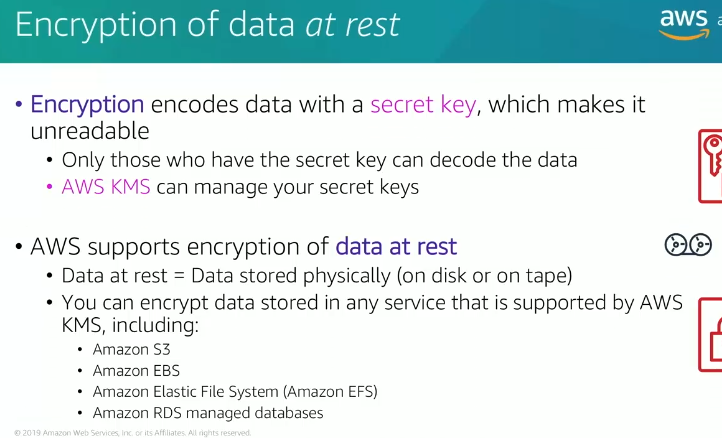 Encryption of data at rest
aws
• Encryption encodes data with a secret key, which makes it
unreadable
• Only those who have the secret key can decode the data
• AWS KMS can manage your secret keys
• AWS supports encryption of data at rest
• Data at rest = Data stored physically (on disk or on tape)
• You can encrypt data stored in any service that is supported by AWS
KMS, including:
• Amazon S3
• Amazon EBS
• Amazon Elastic File System (Amazon EFS)
• Amazon RDS managed databases
© 2019 Amazon Web Services, Inc. or its Affiliates. All rights reserved.